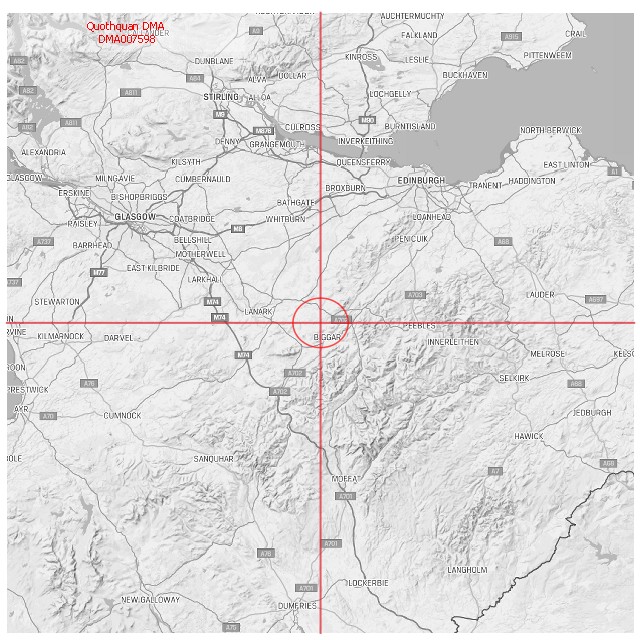 AUCHTERMUCHTY
Quothquan DMA
DMA007598
CRAIL
A9
FALKLAND
A915
PITTENWEEM
KINROSS
LESLIE
A82
DUNBLANE
BUCKHAVEN
A84
ALVA
DOLLAR
A82
A811
STIRLING
ALLOA
LOCHGELLY
M9
M90
A82
A811
M876
CULROSS
BURNTISLAND
NORTH BERWICK
DENNY
GRANGEMOUTH
INVERKEITHING
ALEXANDRIA
KILSYTH
QUEENSFERRY
EAST LINTON
A1
GLASGOW
MILNGAVIE
CUMBERNAULD
EDINBURGH
TRANENT
HADDINGTON
ERSKINE
BISHOPBRIGGS
BROXBURN
BATHGATE
GLASGOW
COATBRIDGE
WHITBURN
LOANHEAD
PAISLEY
M8
A737
BARRHEAD
BELLSHILL
PENICUIK
A68
MOTHERWELL
EAST KILBRIDE
M77
A737
LARKHALL
STEWARTON
M74
A703
LAUDER
A697
LANARK
M74
A702
PEEBLES
IRVINE
KILMARNOCK
DARVEL
BIGGAR
INNERLEITHEN
M74
MELROSE
KELSO
TROON
A702
SELKIRK
A68
PRESTWICK
A76
A702
AYR
A70
CUMNOCK
JEDBURGH
HAWICK
SANQUHAR
A68
A7
MOFFAT
A701
A701
A76
LANGHOLM
A701
LOCKERBIE
NEW GALLOWAY
DUMFRIES
A75